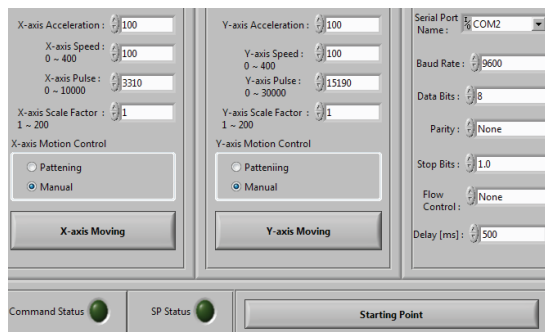 X-axis Acceleration : 100
X-axis Speed : 100
0 ~ 400
X-axis Pulse : 3310
0 ~ 10000
X-axis Scale Factor : 1
1 ~ 200
X-axis Motion Control
Pattening
Manual
X-axis Moving
Y-axis Acceleration : 100
Y-axis Speed : 100
0 ~ 400
Y-axis Pulse : 15190
0 ~ 30000
Y-axis Scale Factor : 1
1 ~ 200
Y-axis Motion Control
Patteniing
Manual
Y-axis Moving
Serial Port
Name : COM2
Baud Rate : 9600
Data Bits : 8
Parity : None
Stop Bits : 1.0
Flow
Control : None
Delay [ms] : 500
Command Status
SP Status
Starting Point